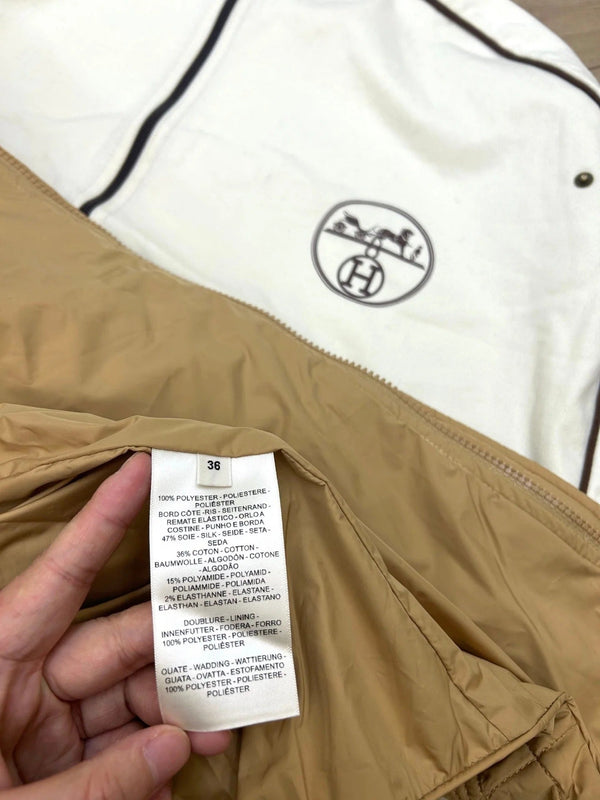 H
36
100% POLYESTER - POLIESTERE -
POLIÉSTER
BORD CÔTE - RIS - SEITENRAND -
REMATE ELÁSTICO - ORLO A
COSTINE - PUNHO E BORDA
47% SOIE - SILK - SEIDE - SETA -
SEDA
36% COTON - COTTON -
BAUMWOLLE - ALGODÓN - COTONE
- ALGODÃO
15% POLYAMIDE - POLYAMID -
POLIAMMIDE - POLIAMIDA
2% ELASTHANNE - ELASTANE -
ELASTHAN - ELASTAN - ELASTANO
DOUBLURE - LINING -
INNENFUTTER - FODERA - FORRO
100% POLYESTER - POLIESTERE -
POLIÉSTER
OUATE - WADDING - WATTIERUNG -
GUATA - OVATTA - ESTOFAMENTO
100% POLYESTER - POLIESTERE -
POLIÉSTER